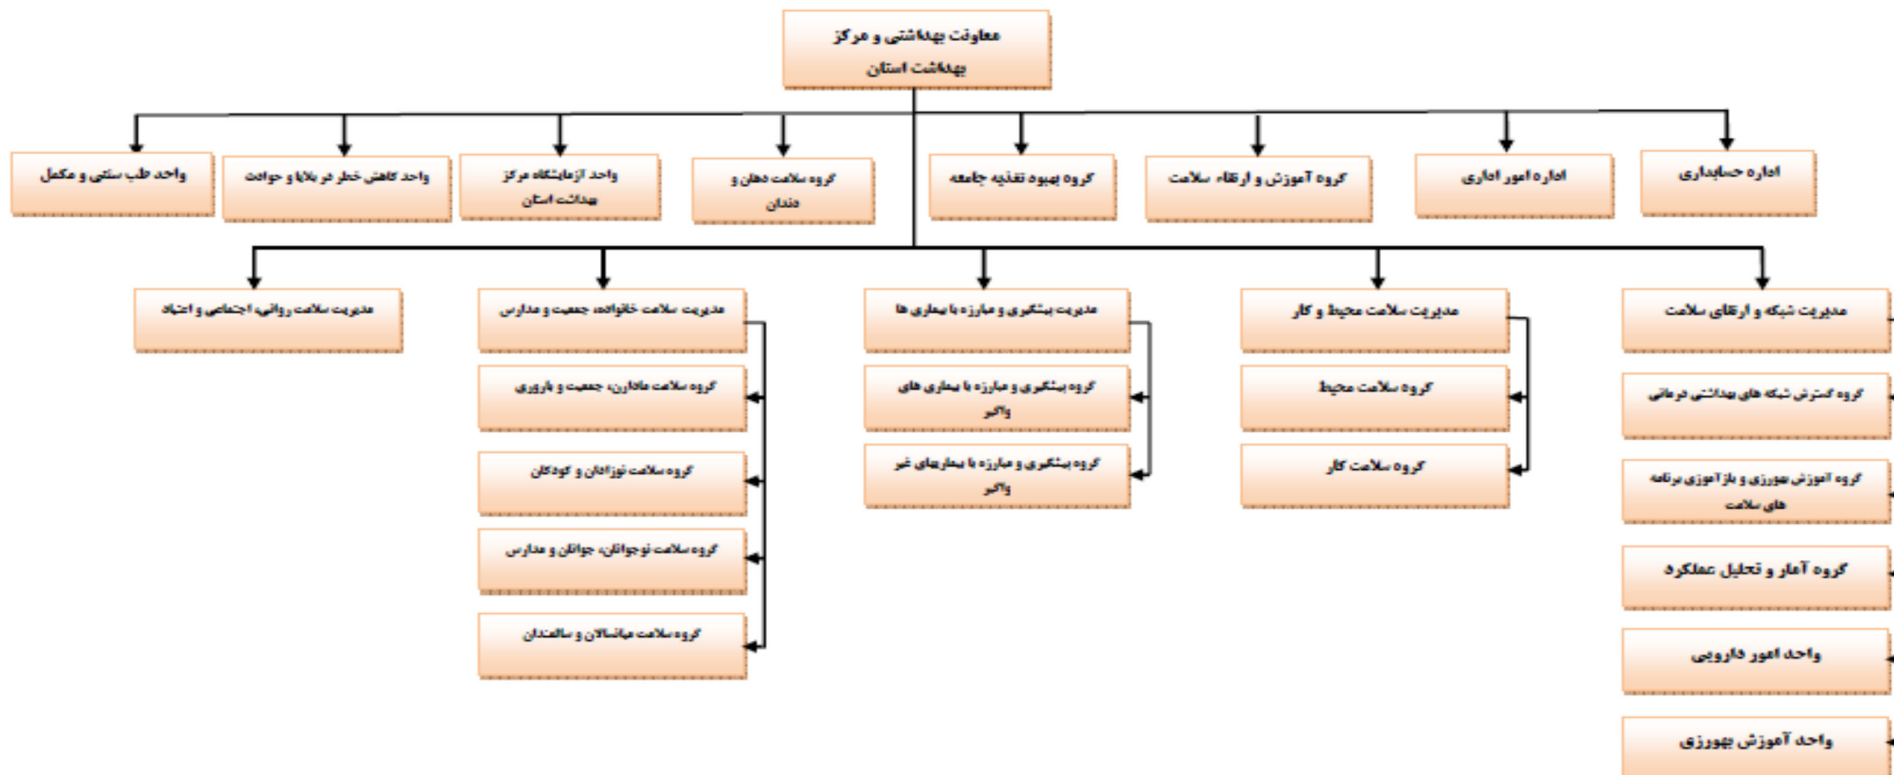 معاونت بهداشتی و مرکز
بهداشت استان
اداره حسابداری
اداره امور اداری
گروه آموزش و ارتقاء سلامت
گروه بهبود تغذیه جامعه
گروه سلامت دهان و
دندان
واحد آزمایشگاه مرکز
بهداشت استان
واحد کاهش خطر در بلایا و حوادث
واحد طب سنتی و مکمل
مدیریت شبکه و ارتقای سلامت
گروه گسترش شبکه های بهداشتی درمانی
گروه آموزش بهورزی و باز آموزی برنامه
های سلامت
گروه آمار و تحلیل عملکرد
واحد امور دارویی
واحد آموزش بهورزی
مدیریت سلامت محیط و کار
گروه سلامت محیط
گروه سلامت کار
مدیریت پیشگیری و مبارزه با بیماری ها
گروه پیشگیری و مبارزه با بیماری های
واگیر
گروه پیشگیری و مبارزه با بیماریهای غیر
واگیر
مدیریت سلامت خانواده، جمعیت و مدارس
گروه سلامت مادارن، جمعیت و باروری
گروه سلامت نوزادان و کودکان
گروه سلامت نوجوانان، جوانان و مدارس
گروه سلامت میانسالان و سالمندان
مدیریت سلامت روانی، اجتماعی و اعتیاد